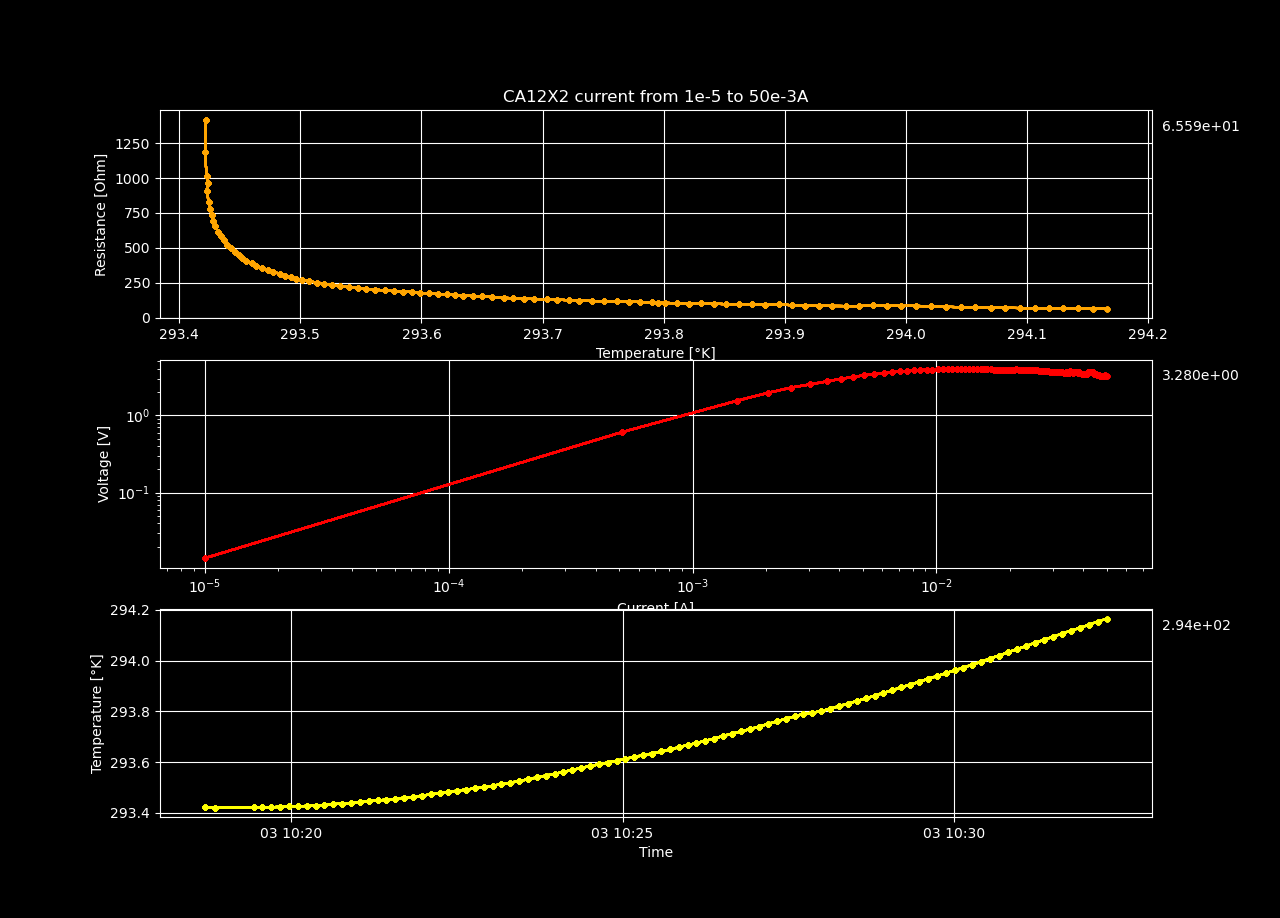 CA12X2 current from 1e-5 to 50e-3A
6.559e+01
Resistance [Ohm]
1250
1000
750
500
250
0
293.4 293.5 293.6 293.7 293.8 293.9 294.0 294.1 294.2
Temperature [°K]
3.280e+00
Voltage [V]
10⁰
10⁻¹
10⁻⁵ 10⁻⁴ 10⁻³ 10⁻²
Current [A]
2.94e+02
Temperature [°K]
294.2
294.0
293.8
293.6
293.4
03 10:20 03 10:25 03 10:30
Time